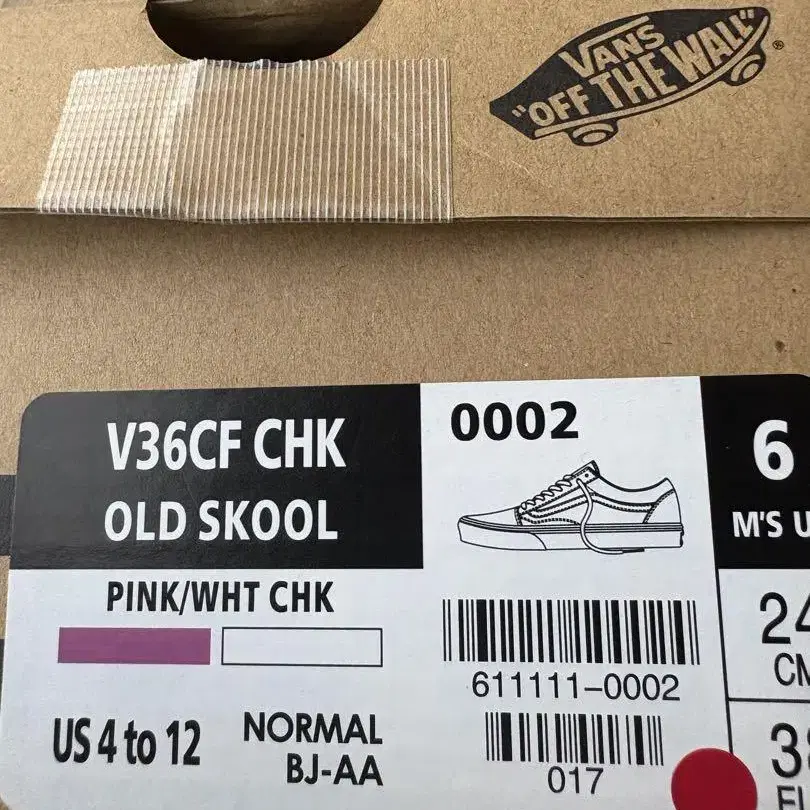 VANS
"OFF THE WALL"
®
V36CF CHK
OLD SKOOL
0002
6
M'S
PINK/WHT CHK
611111-0002
24
CM
US 4 to 12
NORMAL
BJ-AA
017